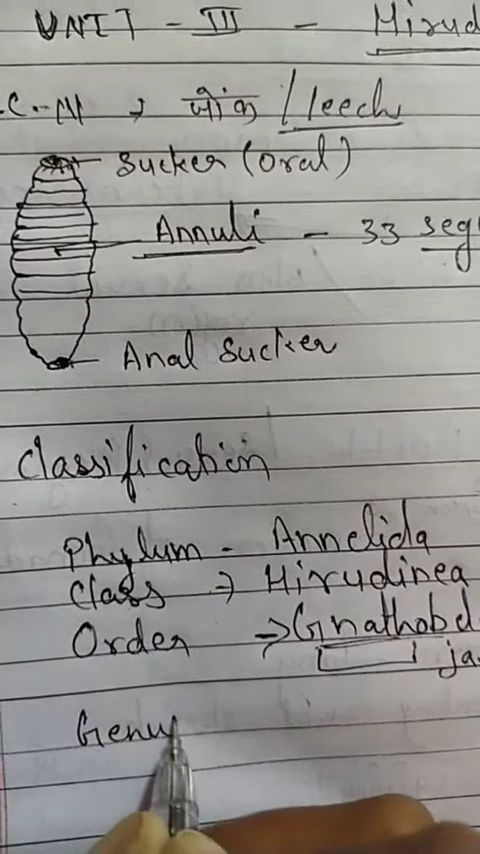 UNIT - III - Hirud
C.N → जोंक / leech
Sucker (Oral)
Annuli - 33 seg
Anal Sucker
Classification
Phylum - Annelida
Class → Hirudinea
Order → Gnathobd
ja
Genu